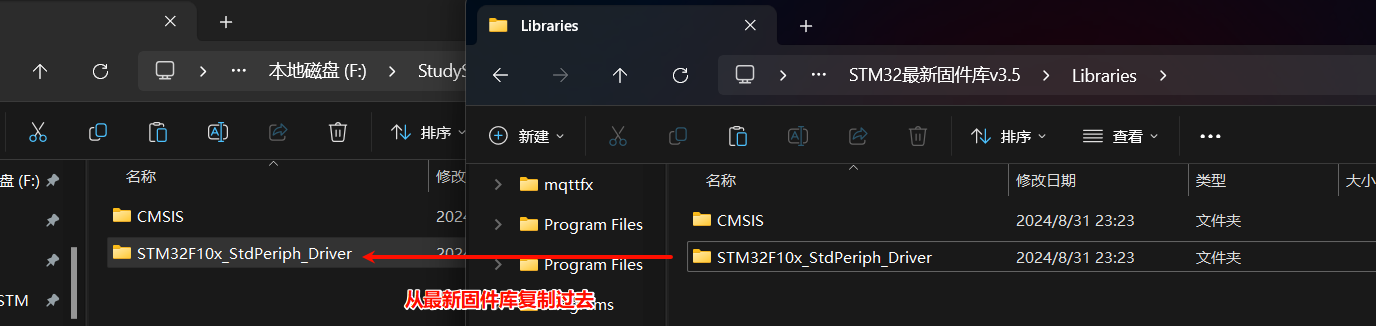 Libraries
本地磁盘 (F:) StudyS
STM32最新固件库v3.5 Libraries
排序
新建 排序 查看
盘 (F:)
名称 修改
CMSIS 2024
STM32F10x_StdPeriph_Driver 2024
STM
mqttfx
Program Files
Program Files
名称 修改日期 类型 大小
CMSIS 2024/8/31 23:23 文件夹
STM32F10x_StdPeriph_Driver 2024/8/31 23:23 文件夹
从最新固件库复制过去